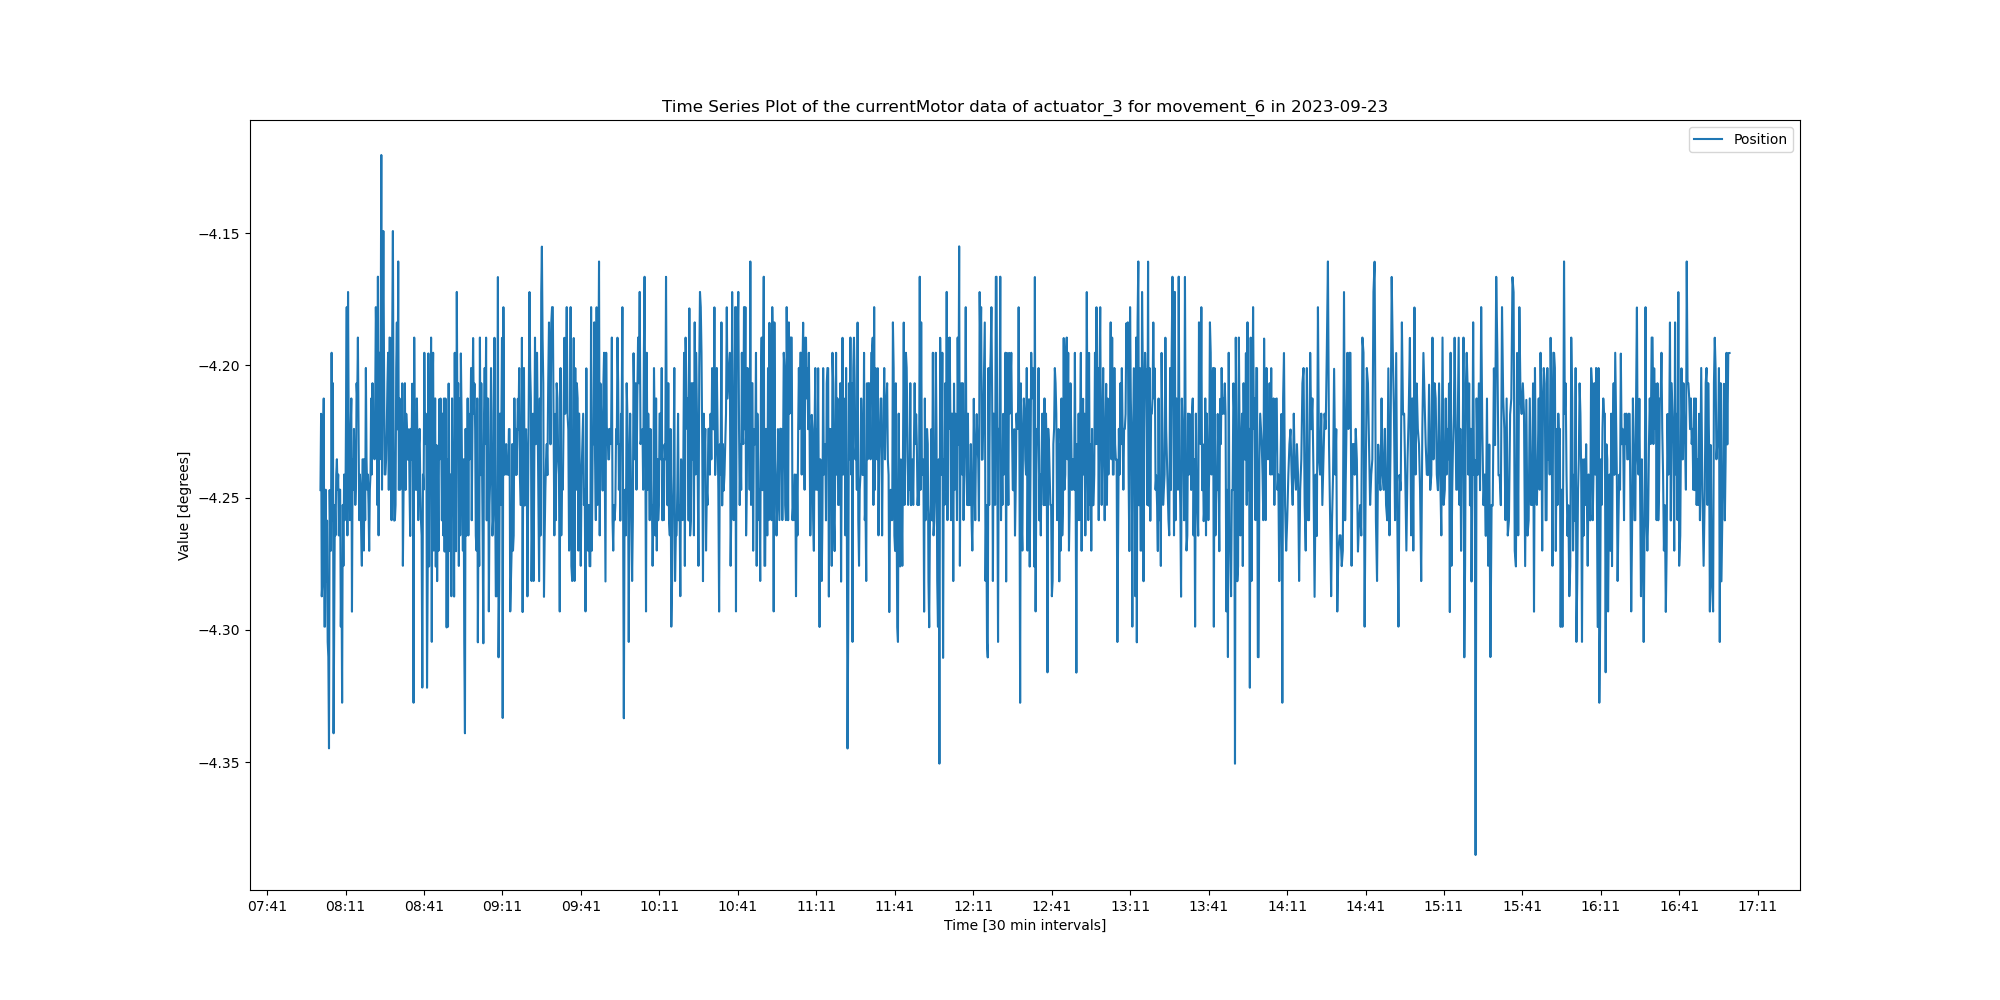 Time Series Plot of the currentMotor data of actuator_3 for movement_6 in 2023-09-23
Position
Value [degrees]
−4.15
−4.20
−4.25
−4.30
−4.35
07:41 08:11 08:41 09:11 09:41 10:11 10:41 11:11 11:41 12:11 12:41 13:11 13:41 14:11 14:41 15:11 15:41 16:11 16:41 17:11
Time [30 min intervals]